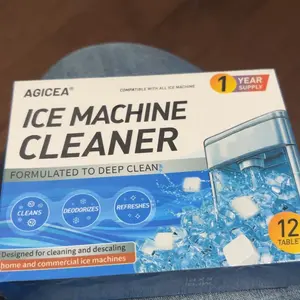 AGICEA®
COMPATIBLE WITH ALL ICE MACHINE
1 YEAR
SUPPLY
ICE MACHINE
CLEANER
FORMULATED TO DEEP CLEAN
CLEANS
DEODORIZES
REFRESHES
12
TABLE
Designed for cleaning and descaling
home and commercial ice machines